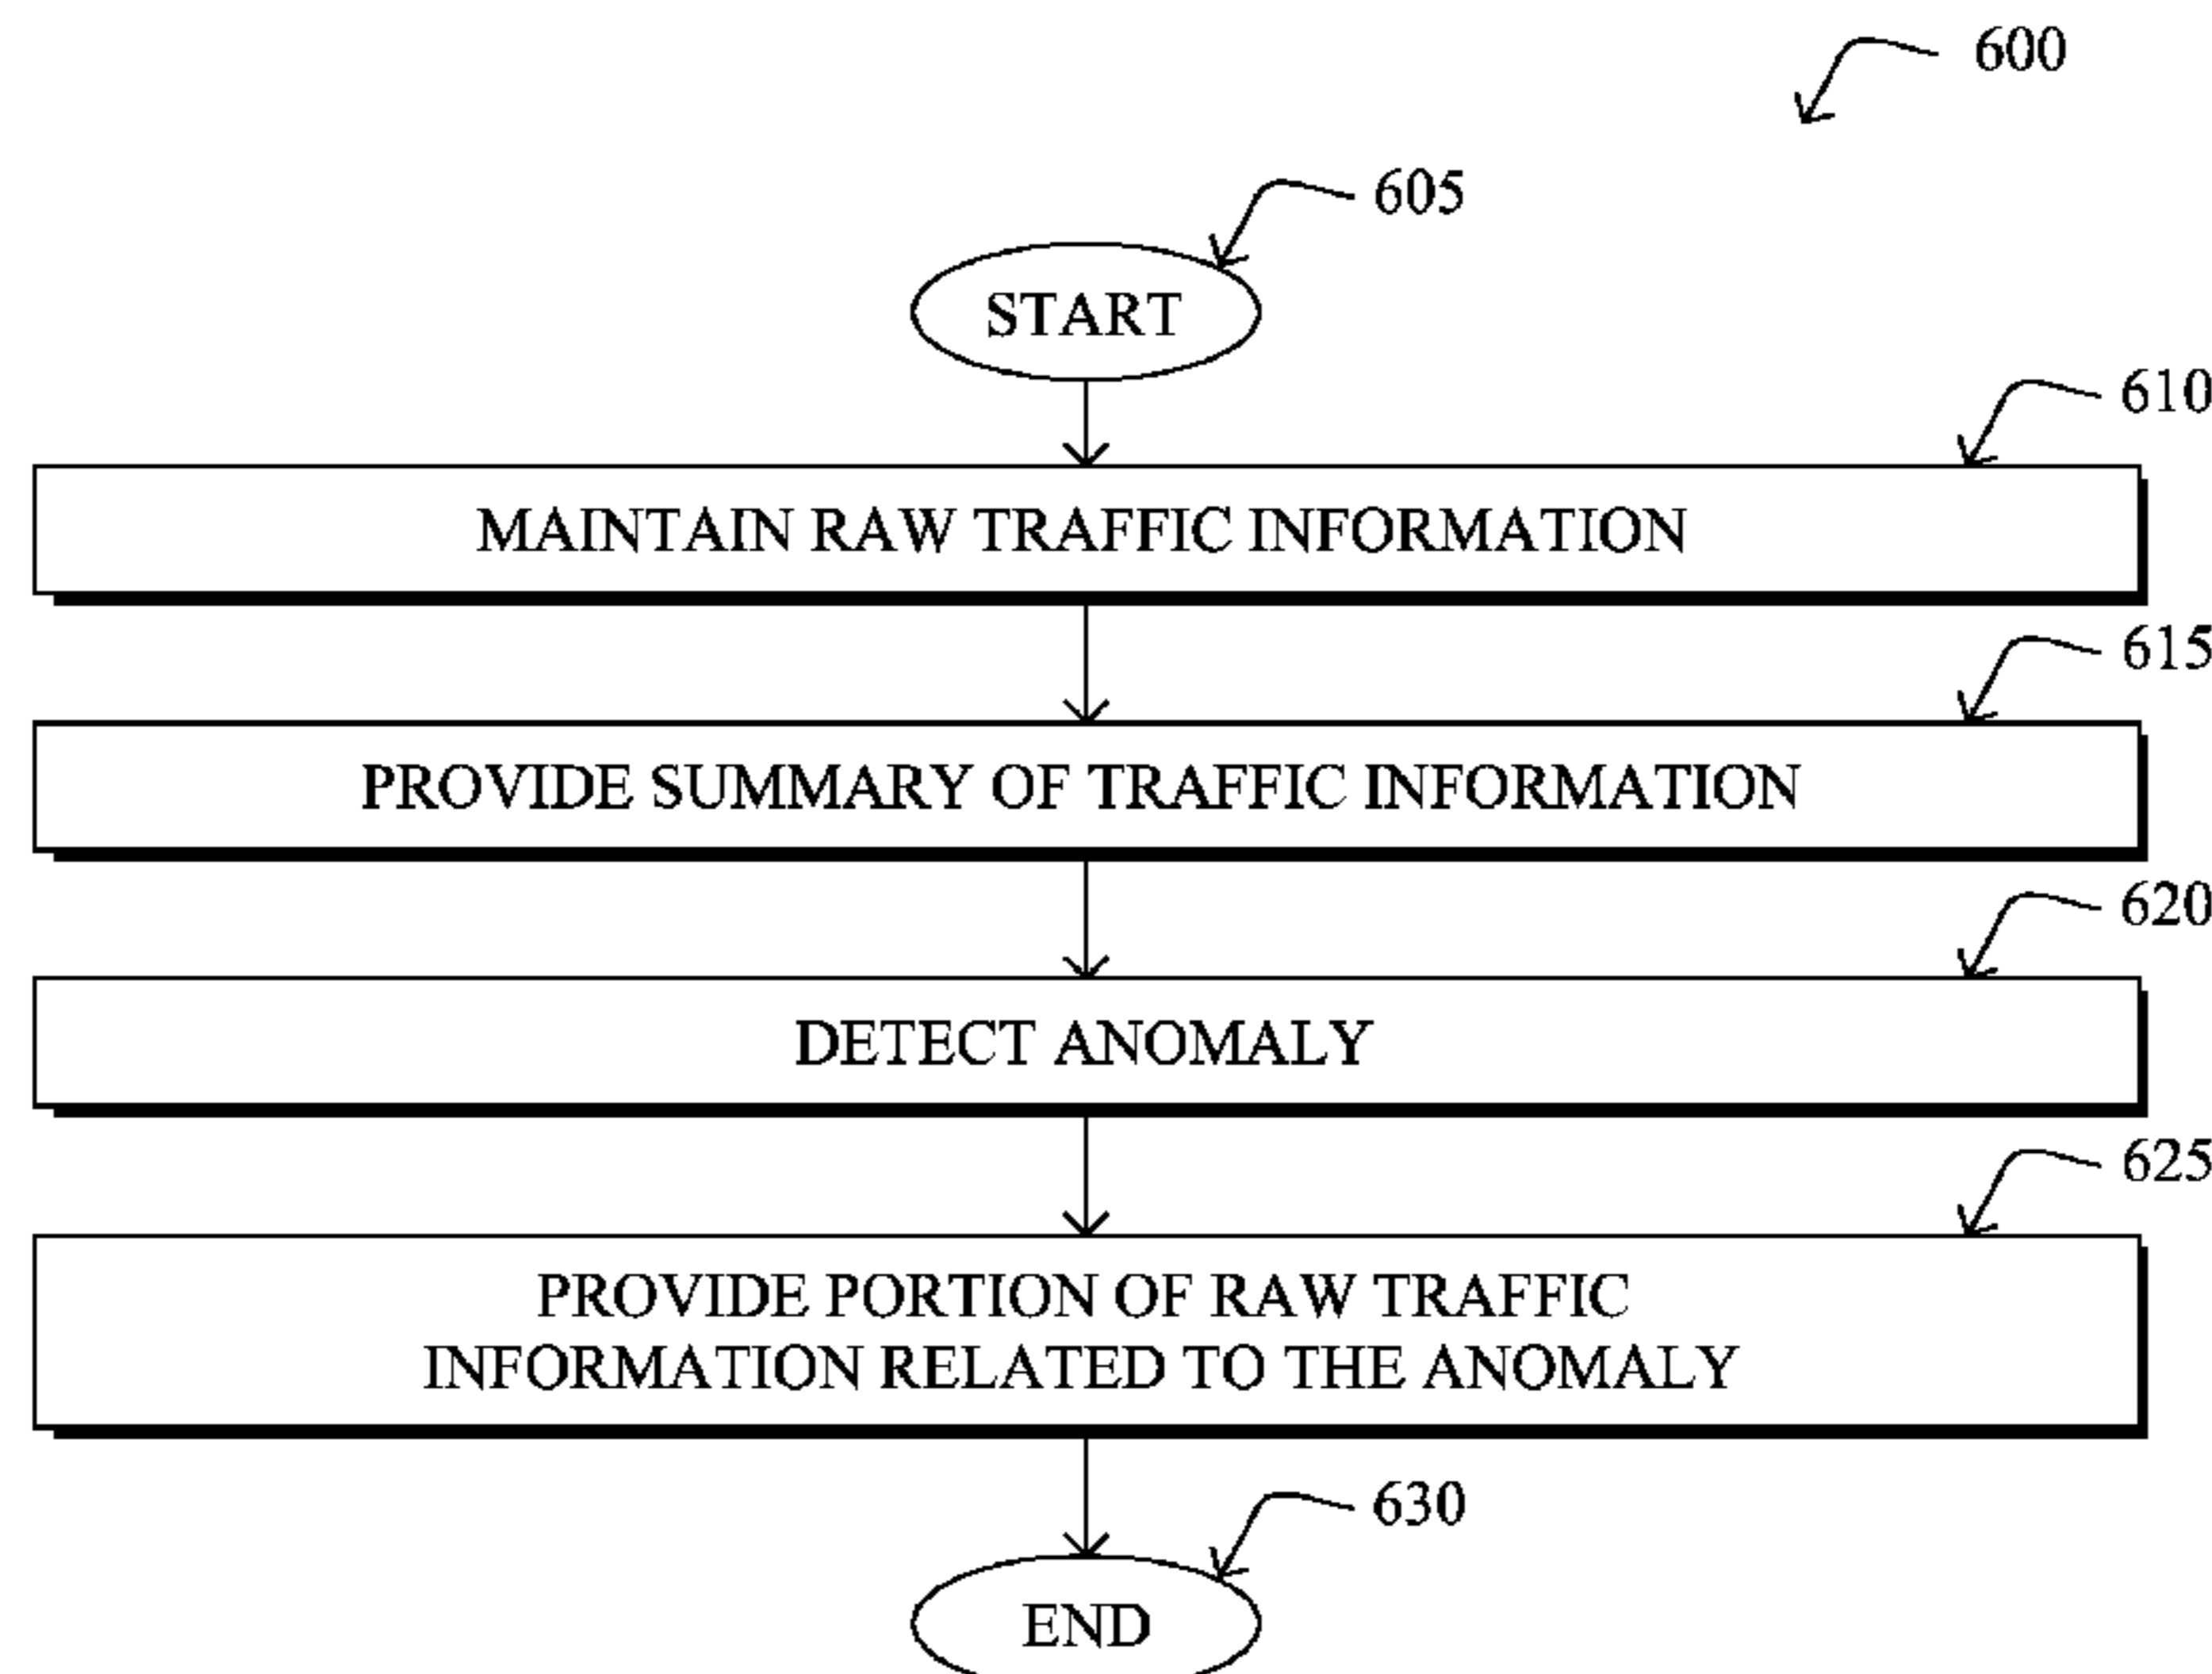 600
605
START
610
MAINTAIN RAW TRAFFIC INFORMATION
615
PROVIDE SUMMARY OF TRAFFIC INFORMATION
620
DETECT ANOMALY
625
PROVIDE PORTION OF RAW TRAFFIC
INFORMATION RELATED TO THE ANOMALY
630
END